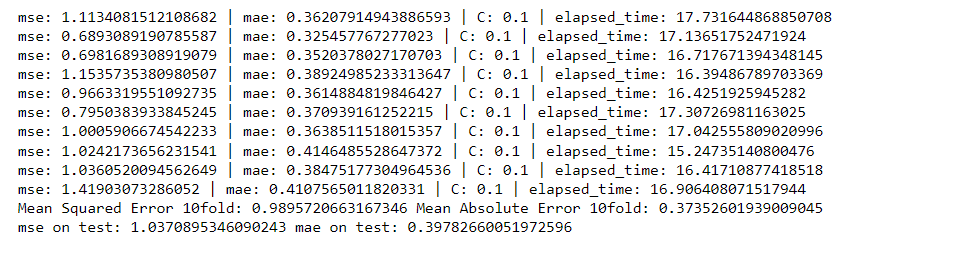 mse: 1.1134081512108682 | mae: 0.36207914943886593 | C: 0.1 | elapsed_time: 17.731644868850708
mse: 0.6893089190785587 | mae: 0.325457767277023 | C: 0.1 | elapsed_time: 17.13651752471924
mse: 0.6981689308919079 | mae: 0.3520378027170703 | C: 0.1 | elapsed_time: 16.717671394348145
mse: 1.1535735380980507 | mae: 0.38924985233313647 | C: 0.1 | elapsed_time: 16.39486789703369
mse: 0.9663319551092735 | mae: 0.3614884819846427 | C: 0.1 | elapsed_time: 16.4251925945282
mse: 0.7950383933845245 | mae: 0.370939161252215 | C: 0.1 | elapsed_time: 17.30726981163025
mse: 1.0005906674542233 | mae: 0.3638511518015357 | C: 0.1 | elapsed_time: 17.042555809020996
mse: 1.0242173656231541 | mae: 0.4146485528647372 | C: 0.1 | elapsed_time: 15.24735140800476
mse: 1.0360520094562649 | mae: 0.38475177304964536 | C: 0.1 | elapsed_time: 16.41710877418518
mse: 1.41903073286052 | mae: 0.4107565011820331 | C: 0.1 | elapsed_time: 16.906408071517944
Mean Squared Error 10fold: 0.9895720663167346 Mean Absolute Error 10fold: 0.37352601939009045
mse on test: 1.0370895346090243 mae on test: 0.39782660051972596